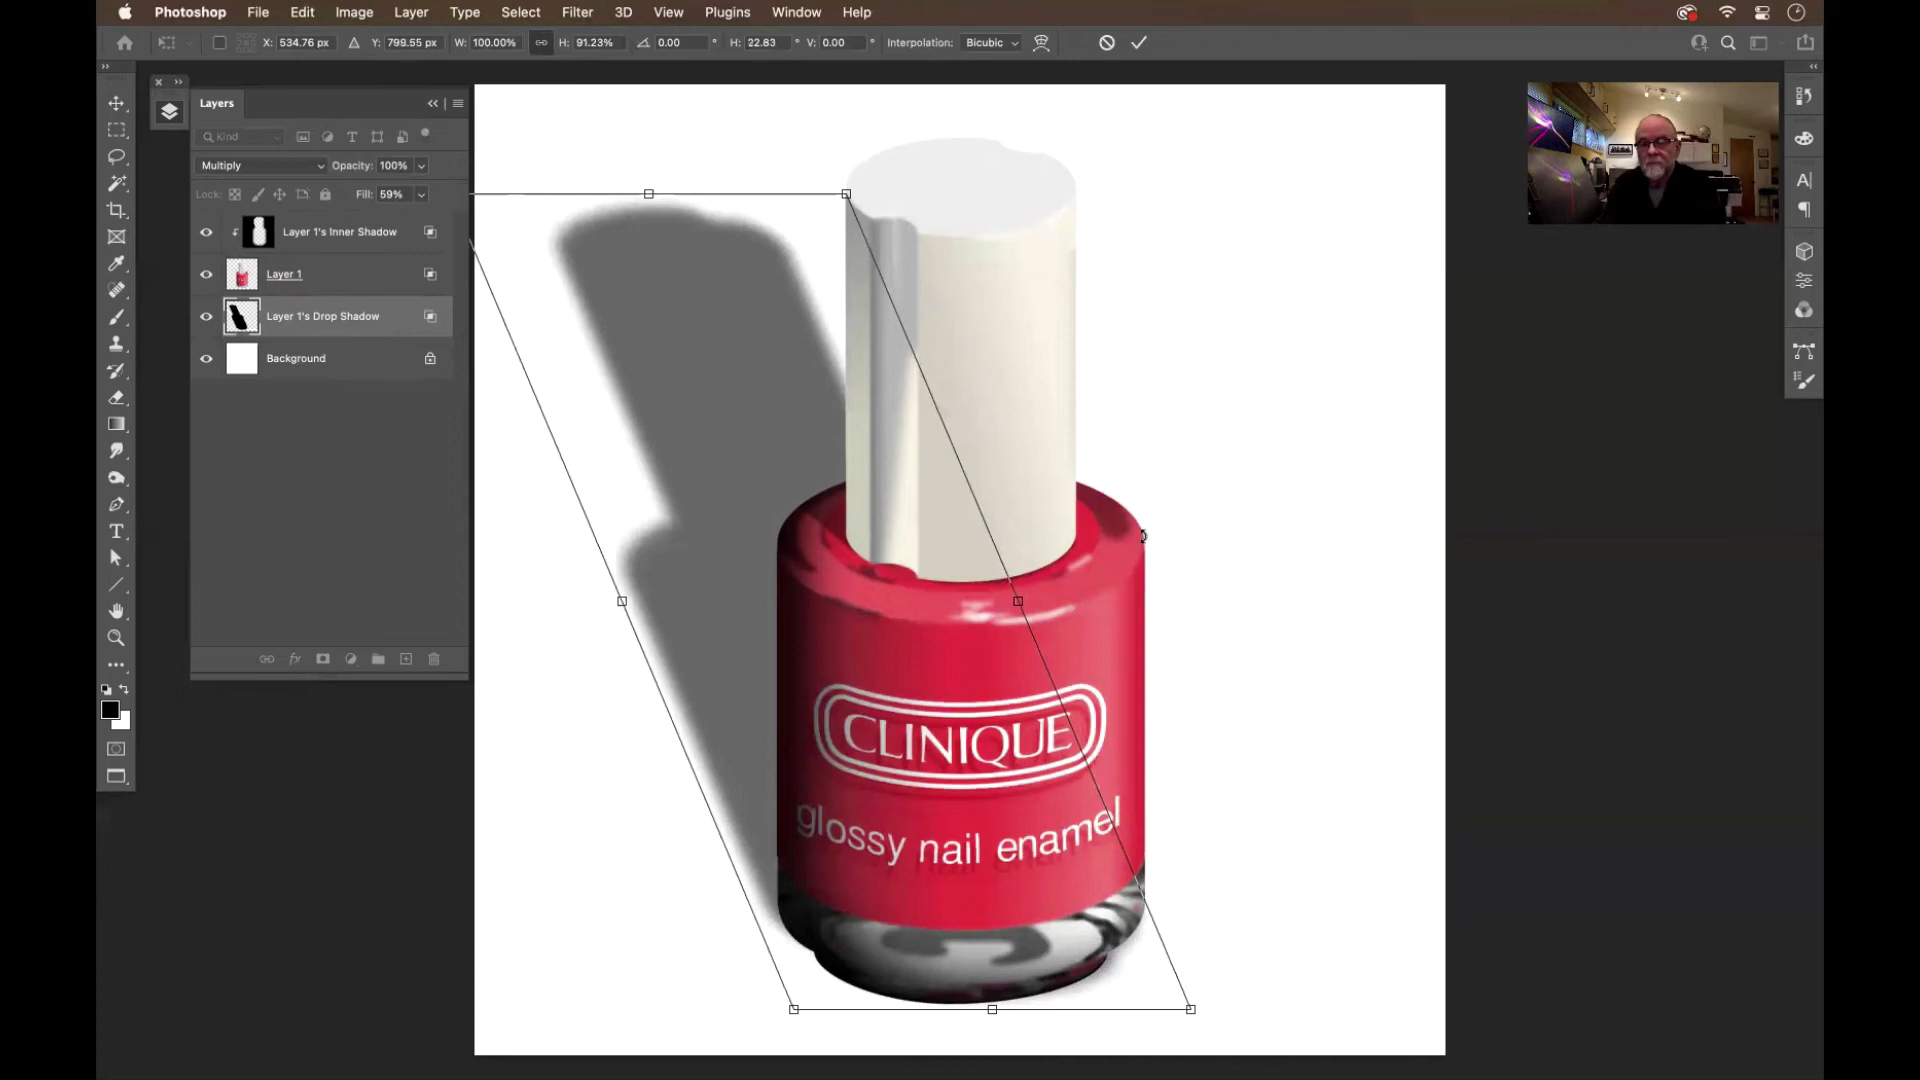 Photoshop File Edit Image Layer Type Select Filter 3D View Plugins Window Help
X: 534.76 px Y: 799.55 px W: 100.00% H: 91.23% 0.00 ° H: 22.83 ° V: 0.00 ° Interpolation: Bicubic
Layers
Kind
Multiply Opacity: 100%
Lock: Fill: 59%
Layer 1's Inner Shadow
Layer 1
Layer 1's Drop Shadow
Background
CLINIQUE
glossy nail enamel